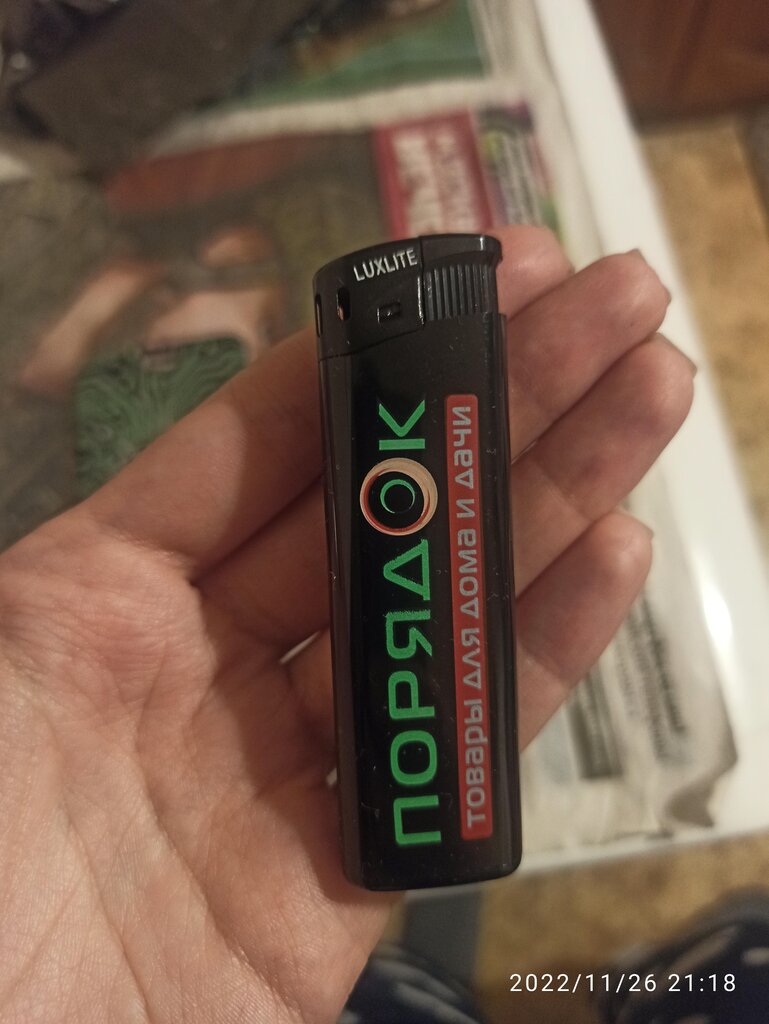 LUXLITE
ПОРЯДОК
товары для дома и дачи
2022/11/26 21:18